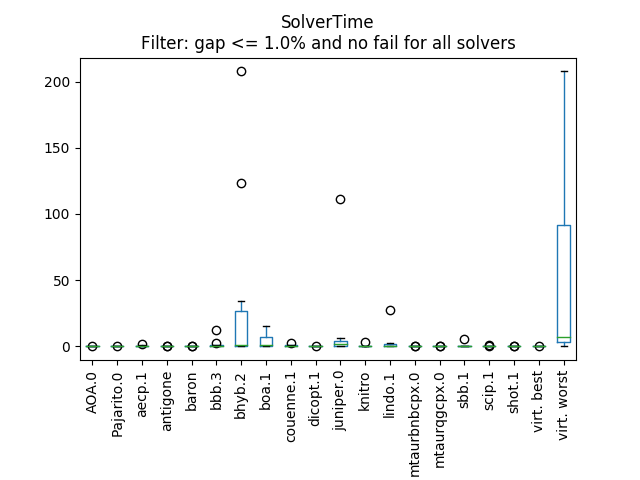 SolverTime
Filter: gap <= 1.0% and no fail for all solvers
200
150
100
50
0
AOA.0
Pajarito.0
aecp.1
antigone
baron
bbb.3
bhyb.2
boa.1
couenne.1
dicopt.1
juniper.0
knitro
lindo.1
mtaurbnbcpx.0
mtaurqgcpx.0
sbb.1
scip.1
shot.1
virt. best
virt. worst